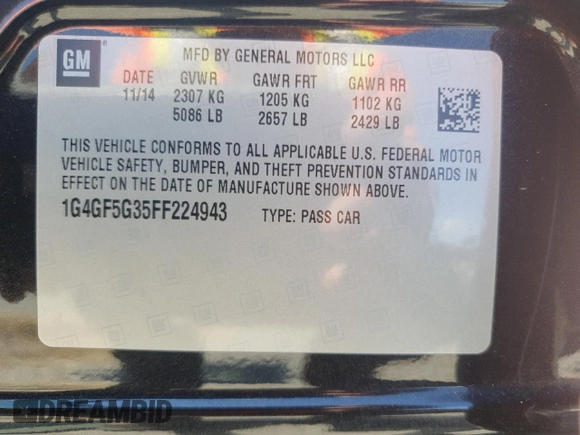 GM ® MFD BY GENERAL MOTORS LLC
DATE GVWR GAWR FRT GAWR RR
11/14 2307 KG 1205 KG 1102 KG
5086 LB 2657 LB 2429 LB
THIS VEHICLE CONFORMS TO ALL APPLICABLE U.S. FEDERAL MOTOR
VEHICLE SAFETY, BUMPER, AND THEFT PREVENTION STANDARDS IN
EFFECT ON THE DATE OF MANUFACTURE SHOWN ABOVE.
1G4GF5G35FF224943 TYPE: PASS CAR
DREAMBID